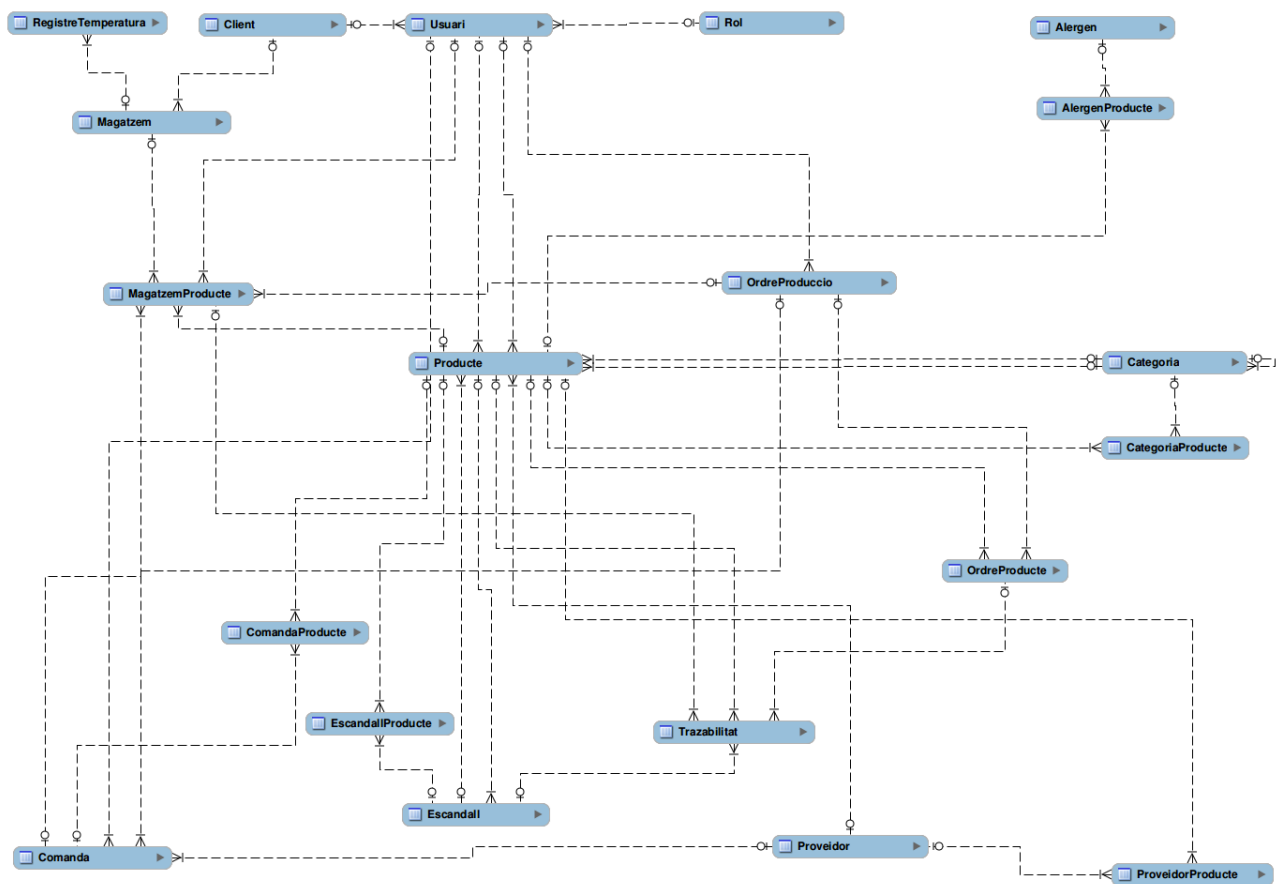 RegistreTemperatura
Client
Usuari
Rol
Alergen
AlergenProducte
Magatzem
OrdreProduccio
MagatzemProducte
Producte
Categoria
CategoriaProducte
OrdreProducte
ComandaProducte
EscandallProducte
Trazabilitat
Escandall
Proveidor
Comanda
ProveidorProducte